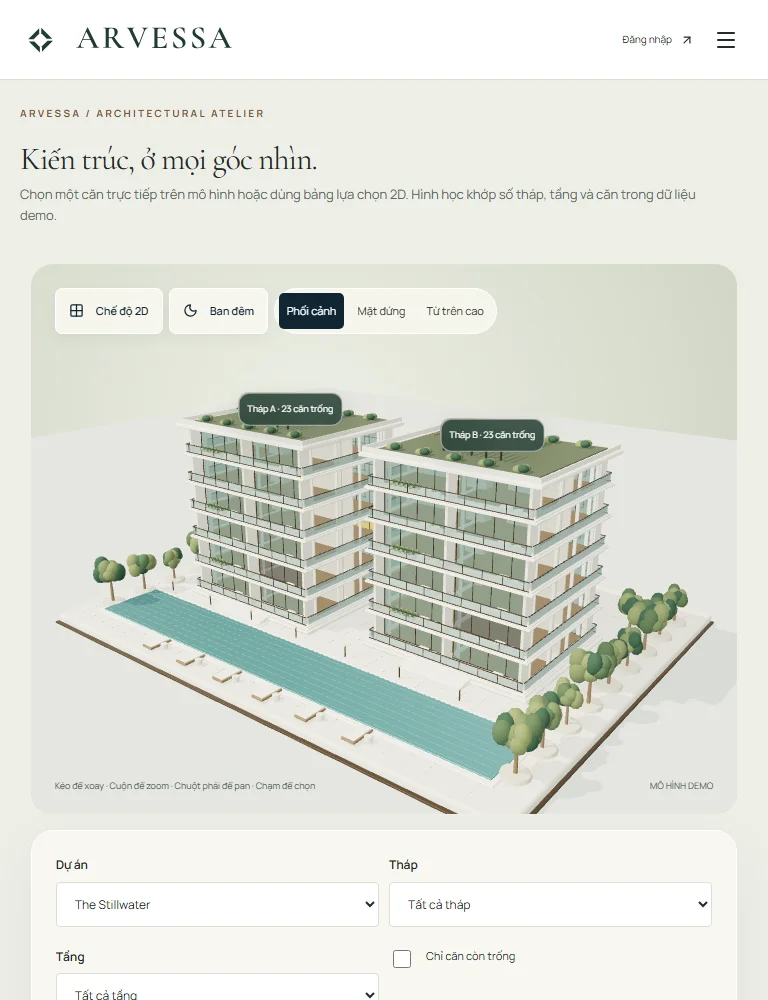 ARVESSA
Đăng nhập
ARVESSA / ARCHITECTURAL ATELIER
Kiến trúc, ở mọi góc nhìn.
Chọn một căn trực tiếp trên mô hình hoặc dùng bảng lựa chọn 2D. Hình học khớp số tháp, tầng và căn trong dữ liệu
demo.
Chế độ 2D
Ban đêm
Phối cảnh
Mặt đứng
Từ trên cao
Tháp A · 23 căn trống
Tháp B · 23 căn trống
Kéo để xoay · Cuộn để zoom · Chuột phải để pan · Chạm để chọn
MÔ HÌNH DEMO
Dự án
Tháp
The Stillwater
Tất cả tháp
Tầng
Chỉ căn còn trống
Tất cả tầng